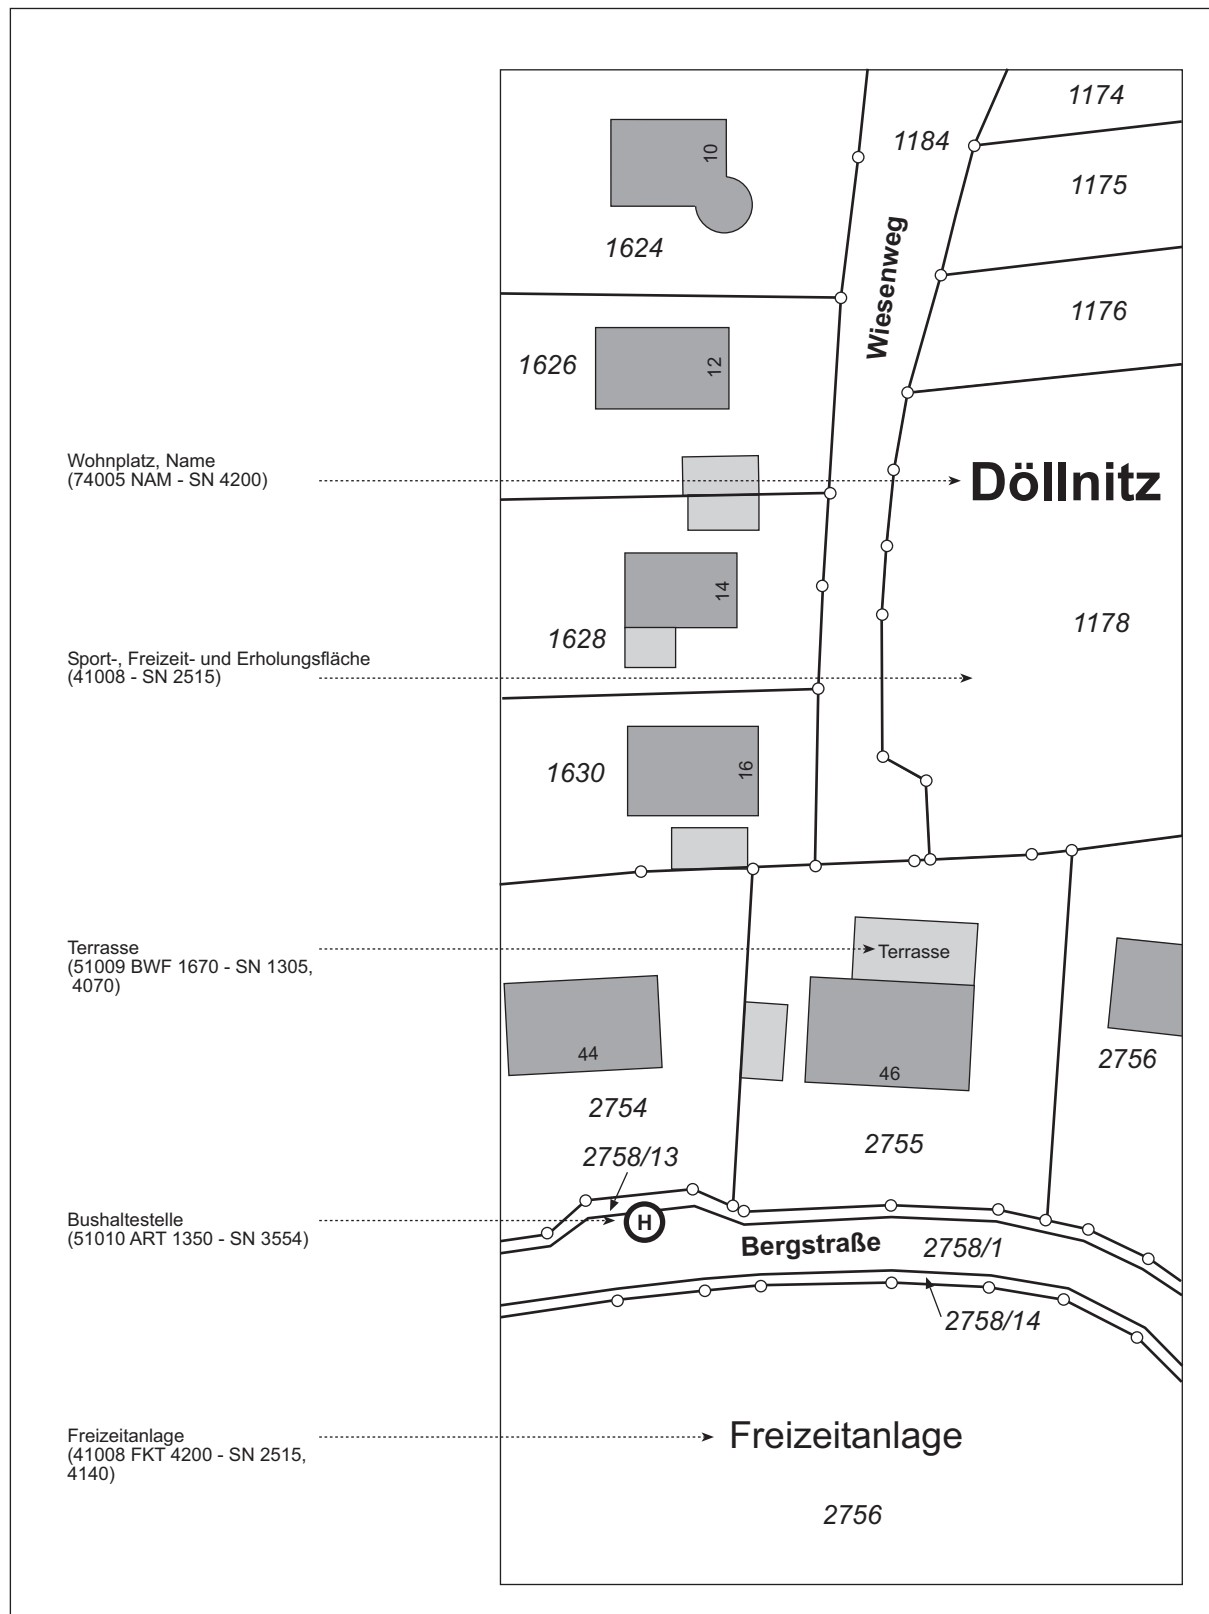 1174
1184
10
1175
1624
Wiesenweg
1176
1626
12
Wohnplatz, Name
(74005 NAM - SN 4200)
Döllnitz
14
1628
1178
Sport-, Freizeit- und Erholungsfläche
(41008 - SN 2515)
1630
16
Terrasse
(51009 BWF 1670 - SN 1305,
4070)
Terrasse
44
46
2756
2754
2755
2758/13
Bushaltestelle
(51010 ART 1350 - SN 3554)
H
Bergstraße
2758/1
2758/14
Freizeitanlage
(41008 FKT 4200 - SN 2515,
4140)
Freizeitanlage
2756